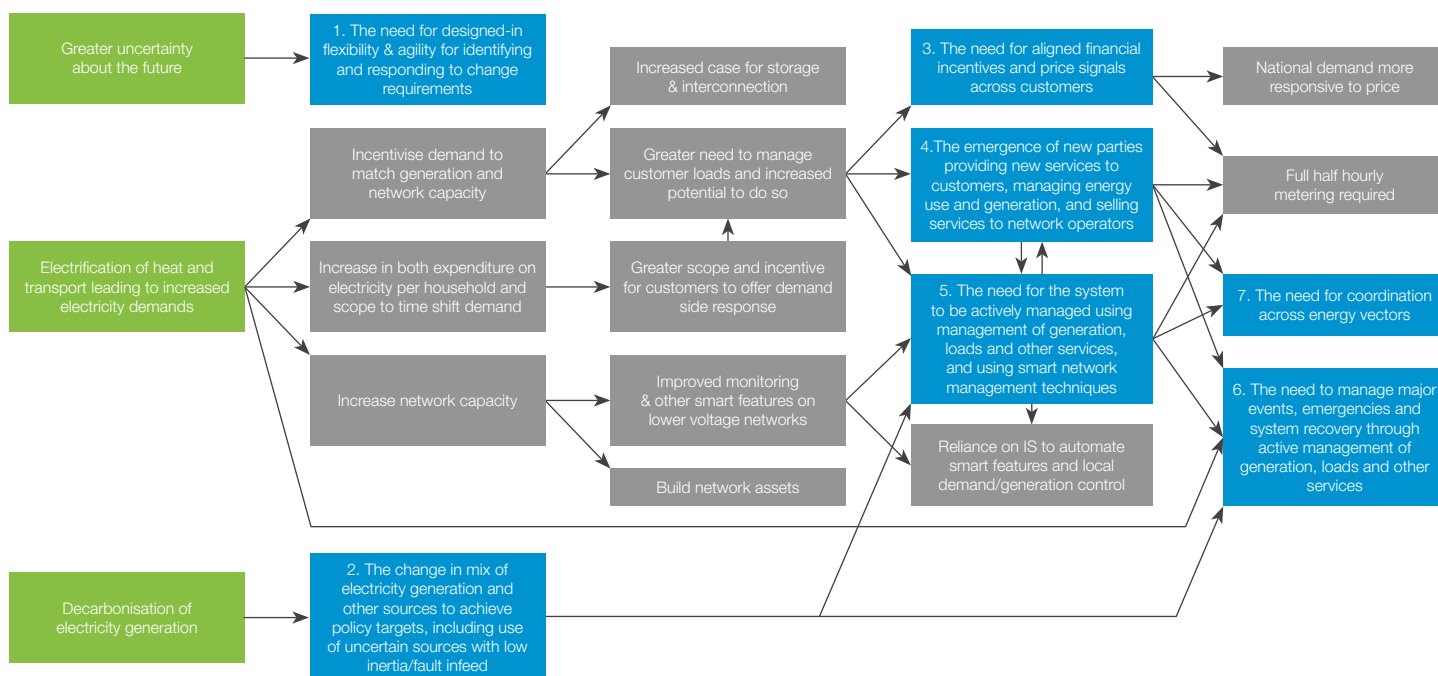 Greater uncertainty
about the future
1. The need for designed-in
flexibility & agility for identifying
and responding to change
requirements
Increased case for storage
& interconnection
3. The need for aligned financial
incentives and price signals
across customers
National demand more
responsive to price
Incentivise demand to
match generation and
network capacity
Greater need to manage
customer loads and increased
potential to do so
4.The emergence of new parties
providing new services to
customers, managing energy
use and generation, and selling
services to network operators
Full half hourly
metering required
Electrification of heat and
transport leading to increased
electricity demands
Increase in both expenditure on
electricity per household and
scope to time shift demand
Greater scope and incentive
for customers to offer demand
side response
5. The need for the system
to be actively managed using
management of generation,
loads and other services,
and using smart network
management techniques
7. The need for coordination
across energy vectors
Increase network capacity
Improved monitoring
& other smart features on
lower voltage networks
6. The need to manage major
events, emergencies and
system recovery through
active management of
generation, loads and other
services
Build network assets
Reliance on IS to automate
smart features and local
demand/generation control
Decarbonisation of
electricity generation
2. The change in mix of
electricity generation and
other sources to achieve
policy targets, including use
of uncertain sources with low
inertia/fault infeed